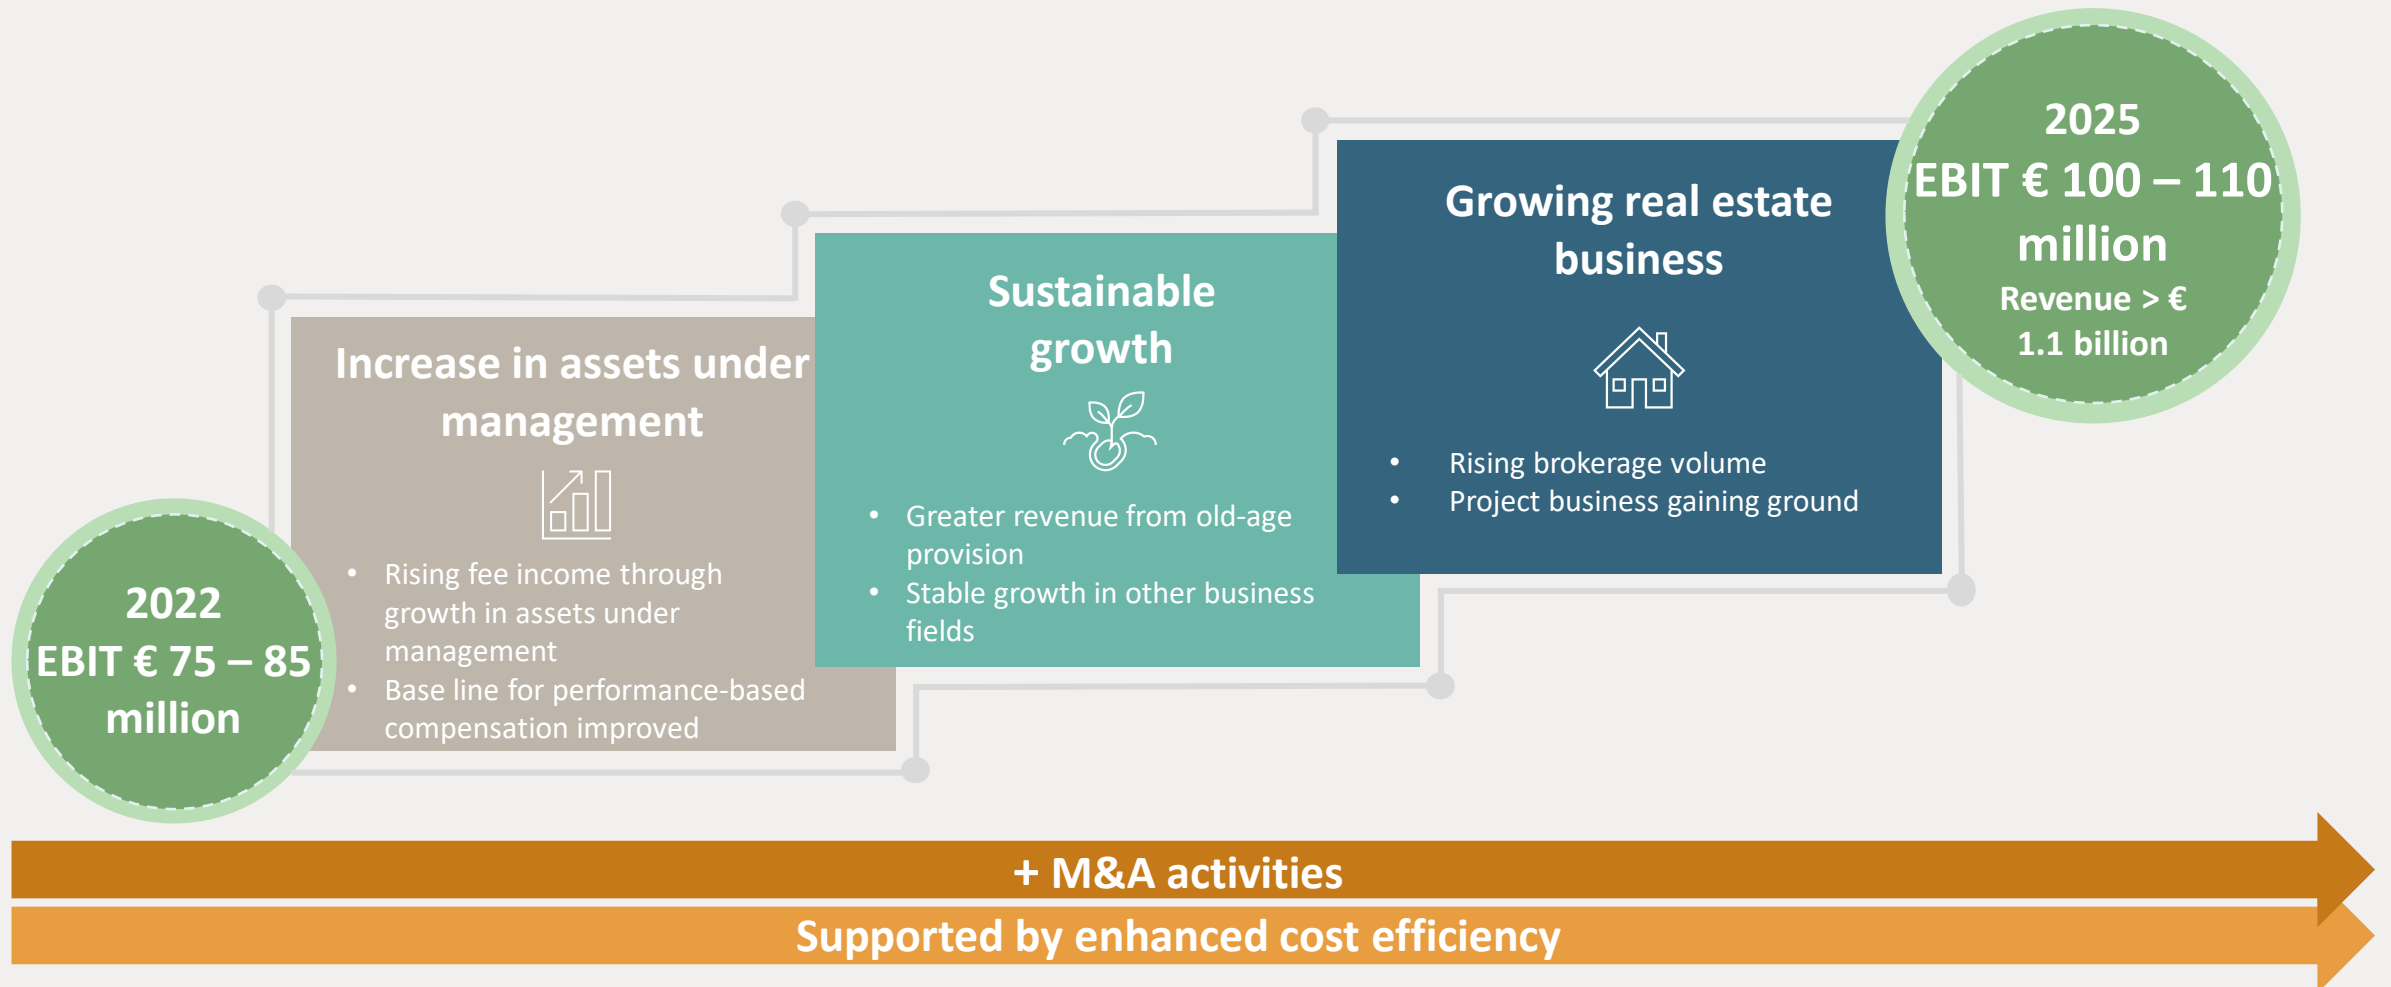 2022
EBIT € 75 – 85
million
Increase in assets under
management
• Rising fee income through
growth in assets under
management
• Base line for performance-based
compensation improved
Sustainable
growth
• Greater revenue from old-age
provision
• Stable growth in other business
fields
Growing real estate
business
• Rising brokerage volume
• Project business gaining ground
2025
EBIT € 100 – 110
million
Revenue > €
1.1 billion
+ M&A activities
Supported by enhanced cost efficiency